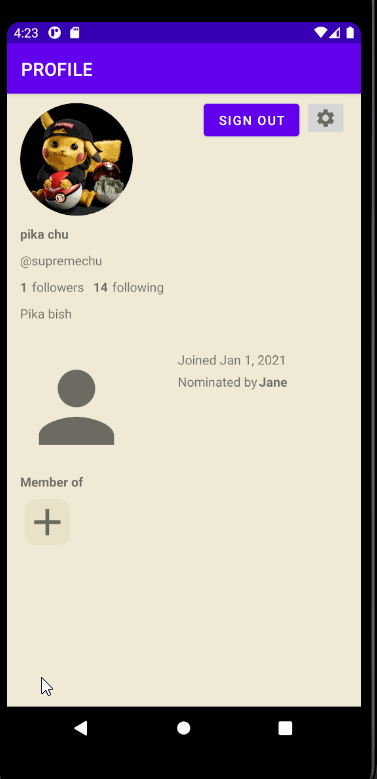 4:23
PROFILE
SIGN OUT
pika chu
@supremechu
1 followers 14 following
Pika bish
Joined Jan 1, 2021
Nominated by Jane
Member of